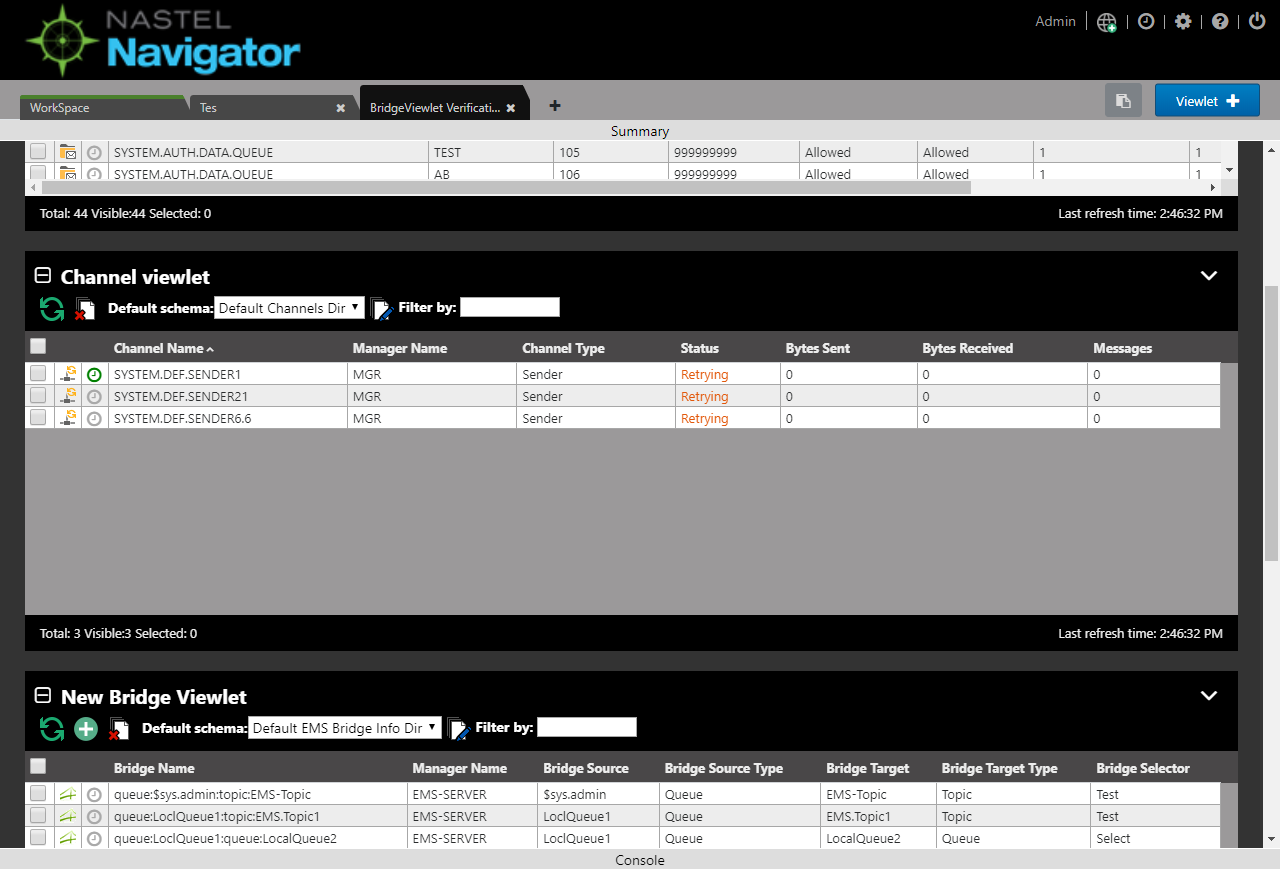 NASTEL
Navigator
Admin
WorkSpace
Tes
BridgeViewlet Verificati...
Viewlet
Summary
SYSTEM.AUTH.DATA.QUEUE TEST 105 999999999 Allowed Allowed 1 1
SYSTEM.AUTH.DATA.QUEUE AB 106 999999999 Allowed Allowed 1 1
Total: 44 Visible:44 Selected: 0 Last refresh time: 2:46:32 PM
Channel viewlet
Default schema: Default Channels Dir Filter by:
Channel Name Manager Name Channel Type Status Bytes Sent Bytes Received Messages
SYSTEM.DEF.SENDER1 MGR Sender Retrying 0 0 0
SYSTEM.DEF.SENDER21 MGR Sender Retrying 0 0 0
SYSTEM.DEF.SENDER6.6 MGR Sender Retrying 0 0 0
Total: 3 Visible:3 Selected: 0 Last refresh time: 2:46:32 PM
New Bridge Viewlet
Default schema: Default EMS Bridge Info Dir Filter by:
Bridge Name Manager Name Bridge Source Bridge Source Type Bridge Target Bridge Target Type Bridge Selector
queue:$sys.admin:topic:EMS-Topic EMS-SERVER $sys.admin Queue EMS-Topic Topic Test
queue:LoclQueue1:topic:EMS.Topic1 EMS-SERVER LoclQueue1 Queue EMS.Topic1 Topic Test
queue:LoclQueue1:queue:LocalQueue2 EMS-SERVER LoclQueue1 Queue LocalQueue2 Queue Select
Console